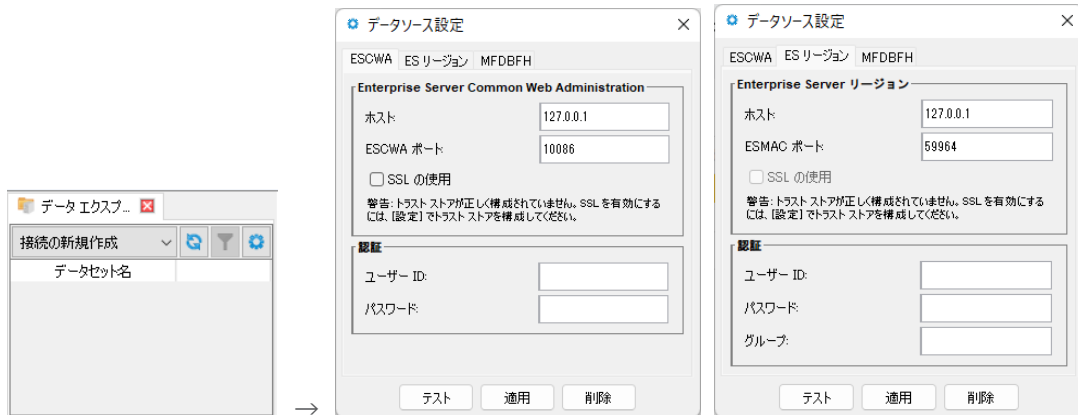 データ エクスプ...
接続の新規作成
データセット名
→
データソース設定
ESCWA ES リージョン MFDBFH
Enterprise Server Common Web Administration
ホスト: 127.0.0.1
ESCWA ポート: 10086
SSL の使用
警告: トラスト ストアが正しく構成されていません。SSL を有効にする
には、[設定] でトラスト ストアを構成してください。
認証
ユーザー ID:
パスワード:
テスト 適用 削除
データソース設定
ESCWA ES リージョン MFDBFH
Enterprise Server リージョン
ホスト: 127.0.0.1
ESMAC ポート: 59964
SSL の使用
警告: トラスト ストアが正しく構成されていません。SSL を有効にする
には、[設定] でトラスト ストアを構成してください。
認証
ユーザー ID:
パスワード:
グループ:
テスト 適用 削除